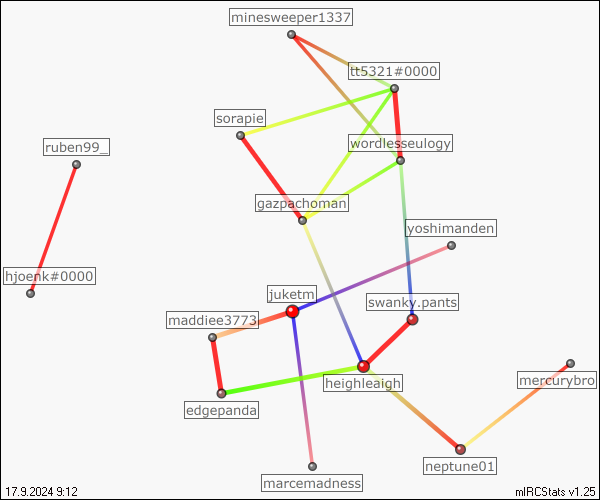 minesweeper1337
tt5321#0000
sorapie
wordlesseulogy
ruben99_
gazpachoman
yoshimanden
hjoenk#0000
juketm
swanky.pants
maddiee3773
heighleaigh
mercurybro
edgepanda
neptune01
marcemadness
17.9.2024 9:12
mIRCStats v1.25